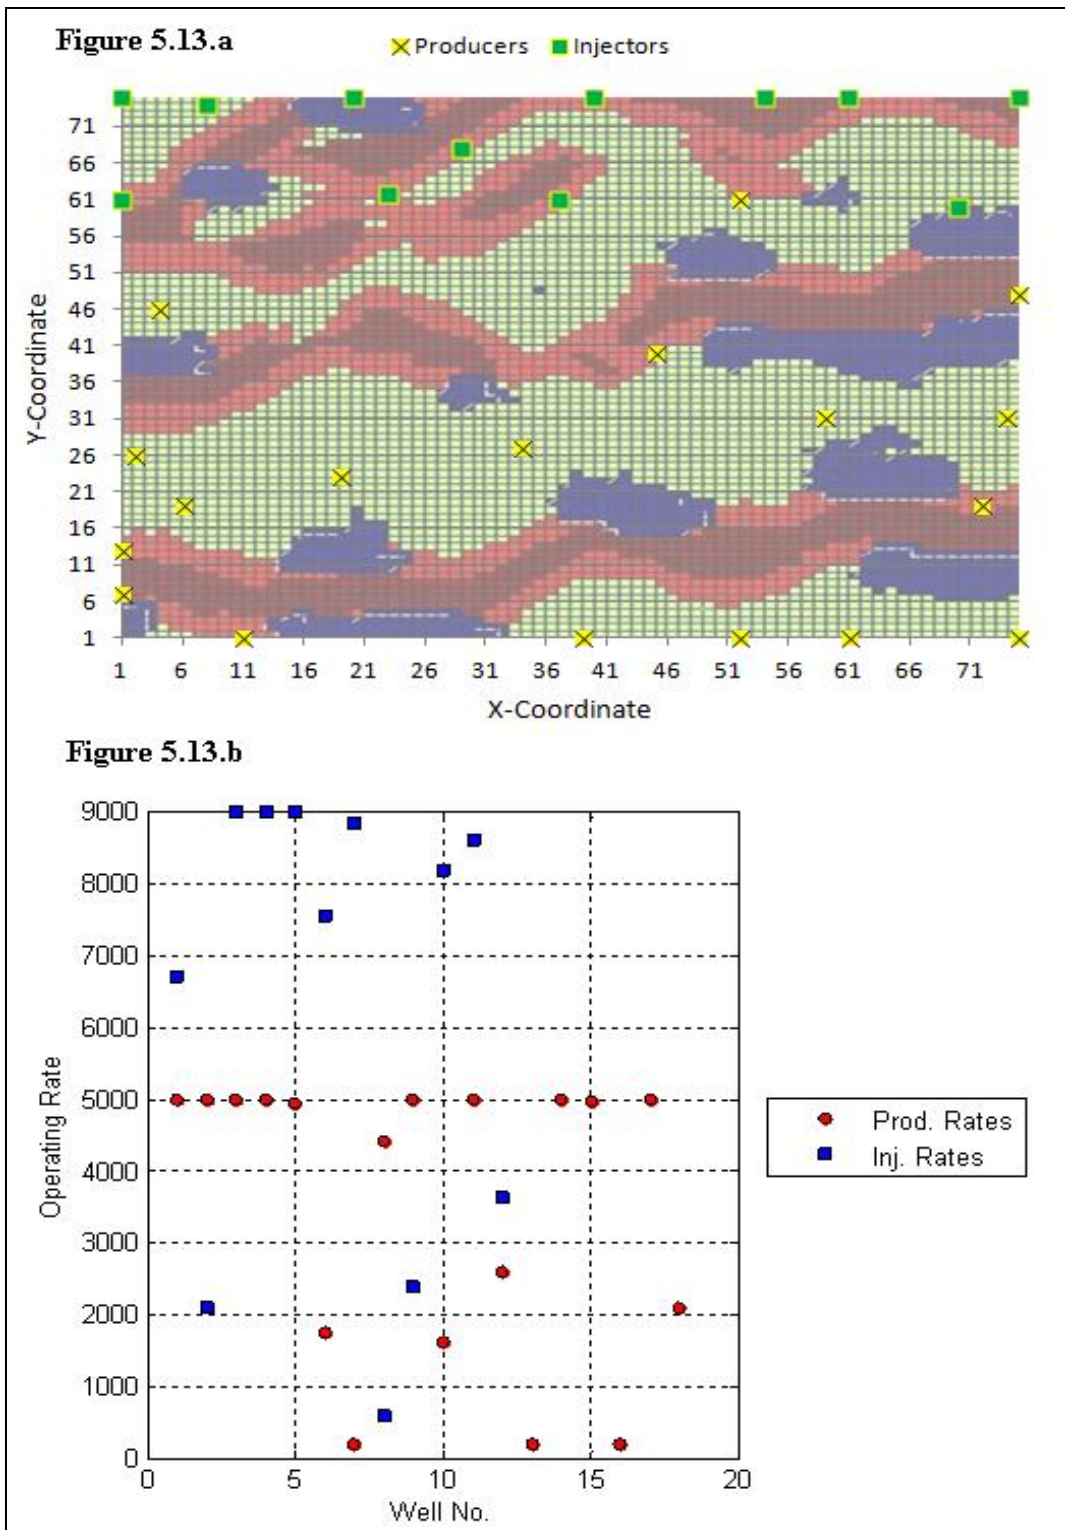 Figure 5.13.a
Producers Injectors
71
66
61
56
51
46
41
36
31
26
21
16
11
6
1
Y-Coordinate
1 6 11 16 21 26 31 36 41 46 51 56 61 66 71
X-Coordinate
Figure 5.13.b
9000
8000
7000
6000
5000
4000
3000
2000
1000
0
Operating Rate
0 5 10 15 20
Well No.
Prod. Rates
Inj. Rates